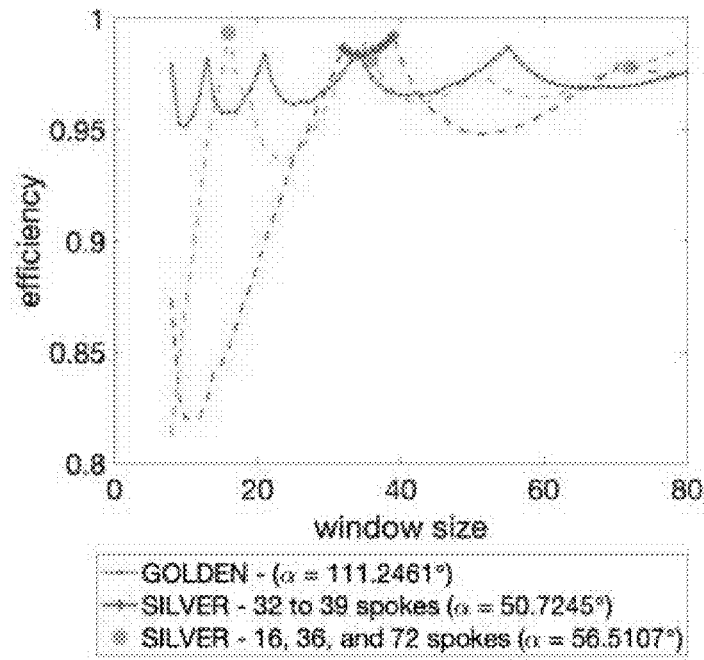 1
0.95
0.9
0.85
0.8
efficiency
0 20 40 60 80
window size
GOLDEN - (α = 111.2461°)
SILVER - 32 to 39 spokes (α = 50.7245°)
SILVER - 16, 36, and 72 spokes (α = 56.5107°)